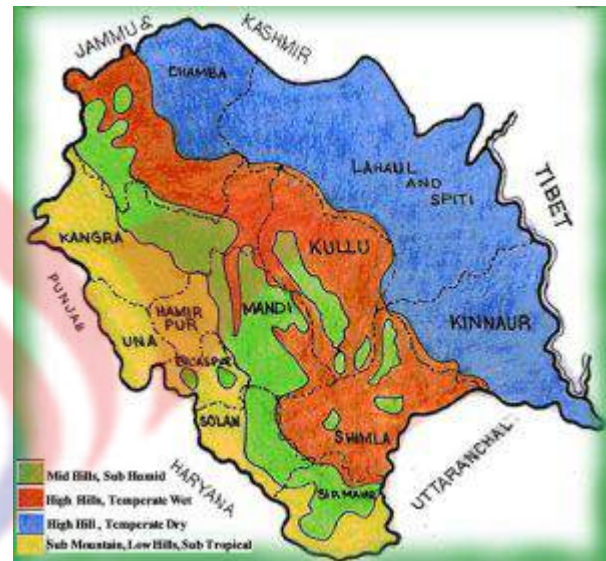 JAMMU &
KASHMIR
CHAMBA
LAHAUL
AND
SPITI
TIBET
KANGRA
KULLU
PUNJAB
HAMIR
PUR
MANDI
KINNAUR
UNA
BILASPUR
SOLAN
SHIMLA
HARYANA
SIRMAUR
UTTARANCHAL
Mid Hills, Sub Humid
High Hills, Temperate Wet
High Hill , Temperate Dry
Sub Mountain, Low Hills, Sub Tropical